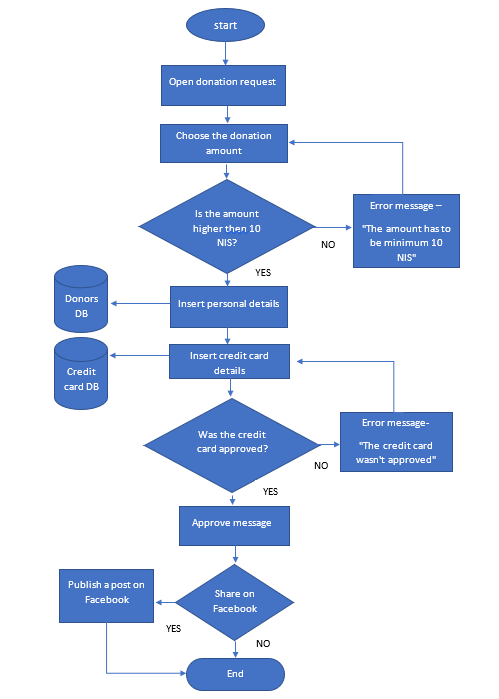 start
Open donation request
Choose the donation
amount
Is the amount
higher then 10
NIS?
NO
Error message –
"The amount has to
be minimum 10
NIS"
YES
Donors
DB
Insert personal details
Credit
card DB
Insert credit card
details
Was the credit
card approved?
NO
Error message-
"The credit card
wasn't approved"
YES
Approve message
Share on
Facebook
Publish a post on
Facebook
YES
NO
End